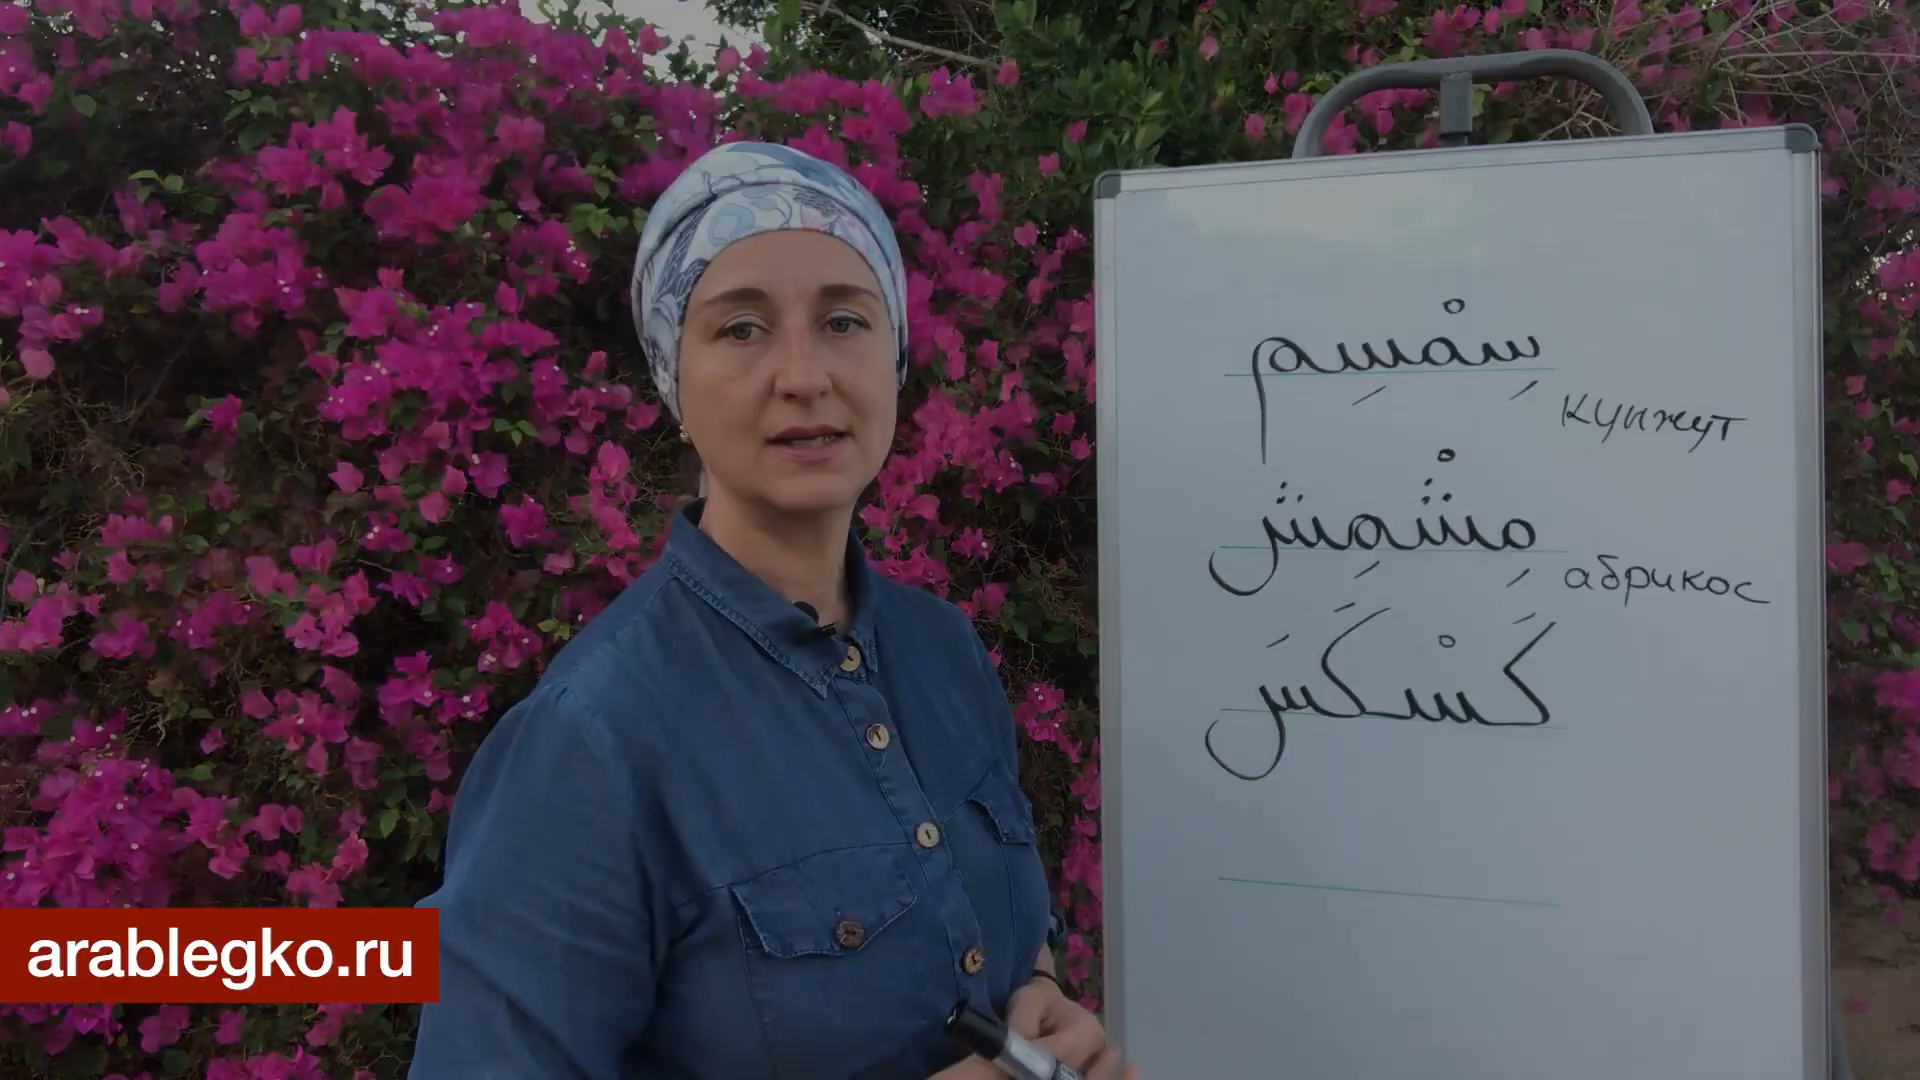 سِمْسِم
кунжут
مِشْمِش
абрикос
كَسْكَسَ
arablegko.ru